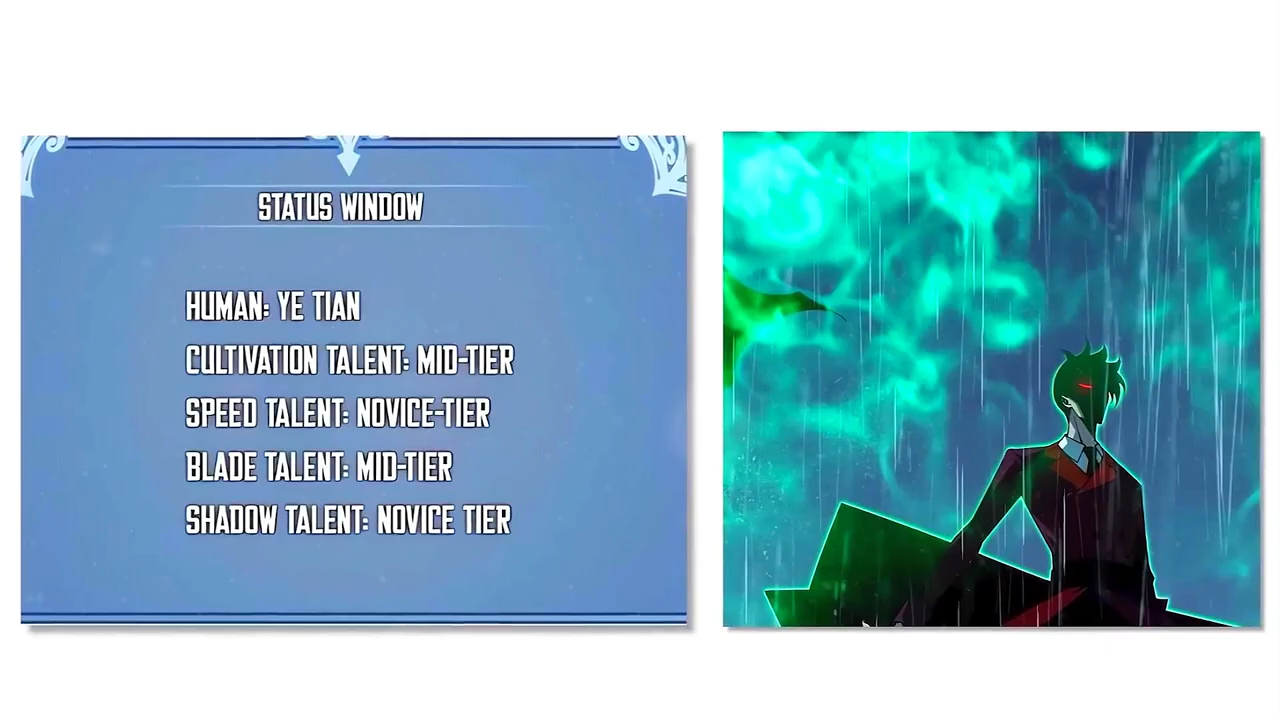 STATUS WINDOW
HUMAN: YE TIAN
CULTIVATION TALENT: MID-TIER
SPEED TALENT: NOVICE-TIER
BLADE TALENT: MID-TIER
SHADOW TALENT: NOVICE TIER